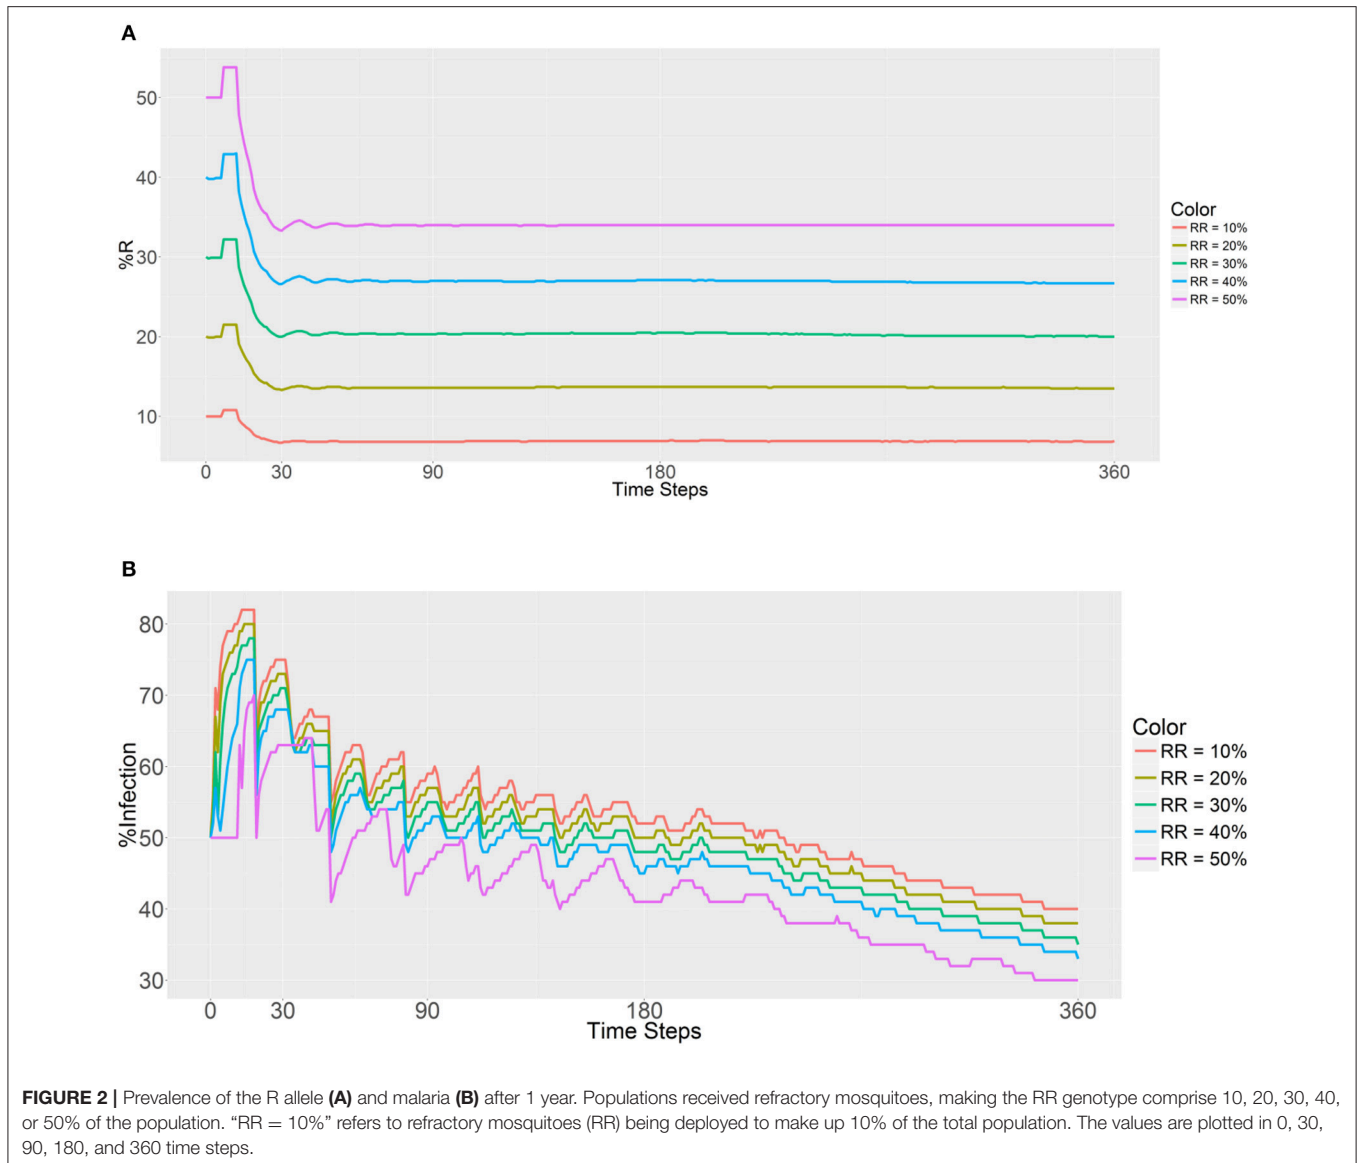 A
50
40
30
20
10
%R
0 30 90 180 360
Time Steps
Color
RR = 10%
RR = 20%
RR = 30%
RR = 40%
RR = 50%
B
80
70
60
50
40
30
%Infection
0 30 90 180 360
Time Steps
Color
RR = 10%
RR = 20%
RR = 30%
RR = 40%
RR = 50%
FIGURE 2 | Prevalence of the R allele (A) and malaria (B) after 1 year. Populations received refractory mosquitoes, making the RR genotype comprise 10, 20, 30, 40,
or 50% of the population. “RR = 10%” refers to refractory mosquitoes (RR) being deployed to make up 10% of the total population. The values are plotted in 0, 30,
90, 180, and 360 time steps.